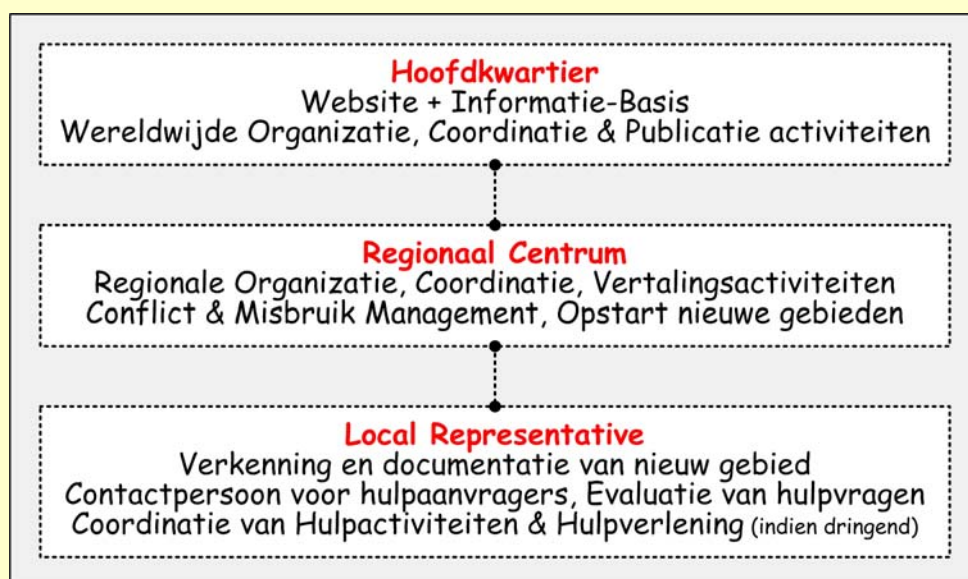 Hoofdkwartier
Website + Informatie-Basis
Wereldwijde Organizatie, Coordinatie & Publicatie activiteiten
Regionaal Centrum
Regionale Organizatie, Coordinatie, Vertalingsactiviteiten
Conflict & Misbruik Management, Opstart nieuwe gebieden
Local Representative
Verkenning en documentatie van nieuw gebied
Contactpersoon voor hulpaanvragers, Evaluatie van hulpvragen
Coordinatie van Hulpactiviteiten & Hulpverlening (indien dringend)